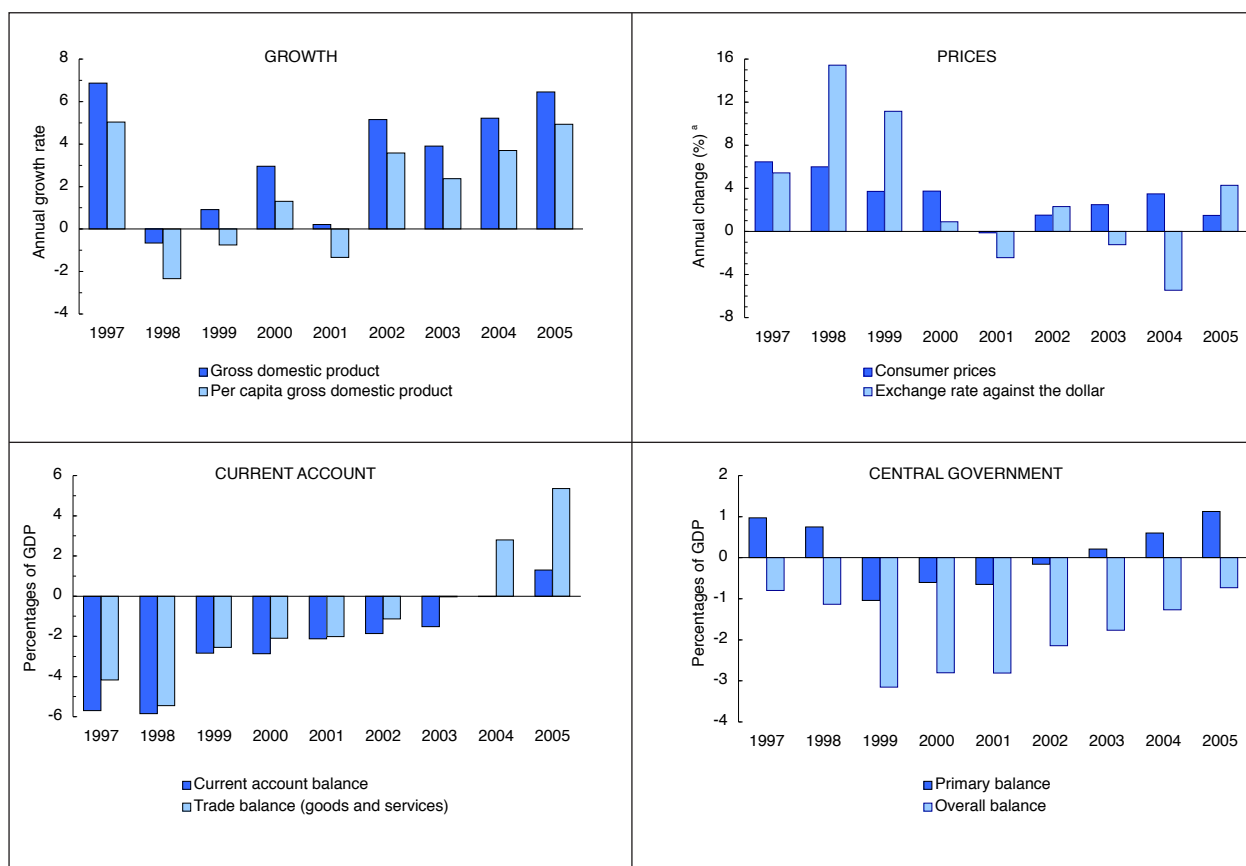 GROWTH
Annual growth rate
8
6
4
2
0
-2
-4
1997 1998 1999 2000 2001 2002 2003 2004 2005
Gross domestic product
Per capita gross domestic product
PRICES
Annual change (%) a
16
12
8
4
0
-4
-8
1997 1998 1999 2000 2001 2002 2003 2004 2005
Consumer prices
Exchange rate against the dollar
CURRENT ACCOUNT
Percentages of GDP
6
4
2
0
-2
-4
-6
1997 1998 1999 2000 2001 2002 2003 2004 2005
Current account balance
Trade balance (goods and services)
CENTRAL GOVERNMENT
Percentages of GDP
2
1
0
-1
-2
-3
-4
1997 1998 1999 2000 2001 2002 2003 2004 2005
Primary balance
Overall balance